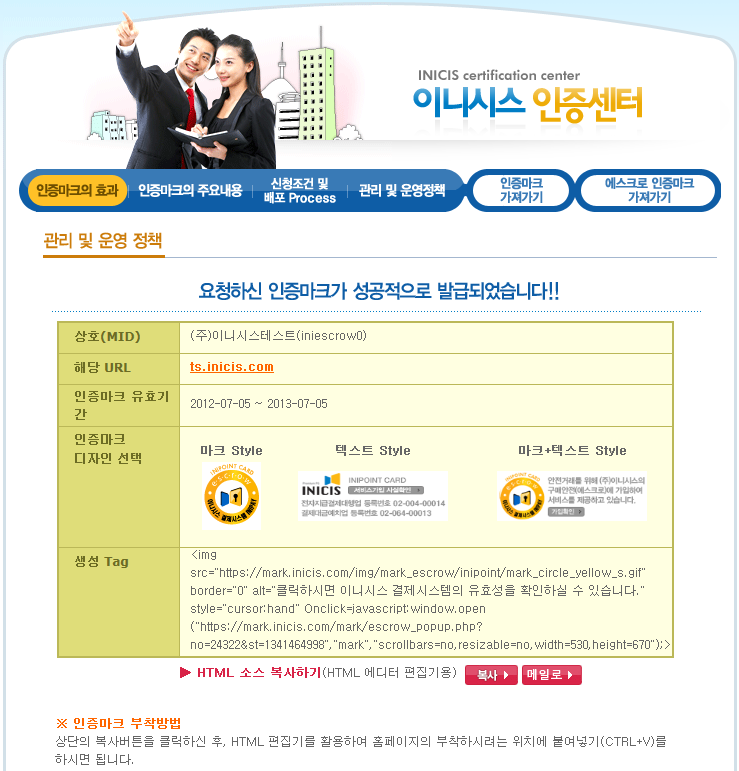 INICIS certification center
이니시스 인증센터
인증마크의 효과
인증마크의 주요내용
신청조건 및
배포 Process
관리 및 운영정책
인증마크
가져가기
에스크로 인증마크
가져가기
관리 및 운영 정책
요청하신 인증마크가 성공적으로 발급되었습니다!!
상호(MID)
(주)이니시스테스트(iniescrow0)
해당 URL
ts.inicis.com
인증마크 유효기
간
2012-07-05 ~ 2013-07-05
인증마크
디자인 선택
마크 Style
텍스트 Style
마크+텍스트 Style
INIPOINT CARD
escrow
INICIS
INIPOINT CARD
서비스가입 사실확인
전자지급결제대행업 등록번호 02-004-00014
결제대금예치업 등록번호 02-064-00013
INIPOINT CARD
escrow
안전거래를 위해 (주)이니시스의
구매안전(에스크로)에 가입하여
서비스를 제공하고 있습니다.
가입확인
생성 Tag
<img
src="https://mark.inicis.com/img/mark_escrow/inipoint/mark_circle_yellow_s.gif"
border="0" alt="클릭하시면 이니시스 결제시스템의 유효성을 확인하실 수 있습니다."
style="cursor:hand" Onclick=javascript:window.open
("https://mark.inicis.com/mark/escrow_popup.php?
no=24322&st=1341464998","mark","scrollbars=no,resizable=no,width=530,height=670");>
▶ HTML 소스 복사하기(HTML 에디터 편집기용)
복사
메일로
※ 인증마크 부착방법
상단의 복사버튼을 클릭하신 후, HTML 편집기를 활용하여 홈페이지의 부착하시려는 위치에 붙여넣기(CTRL+V)를
하시면 됩니다.